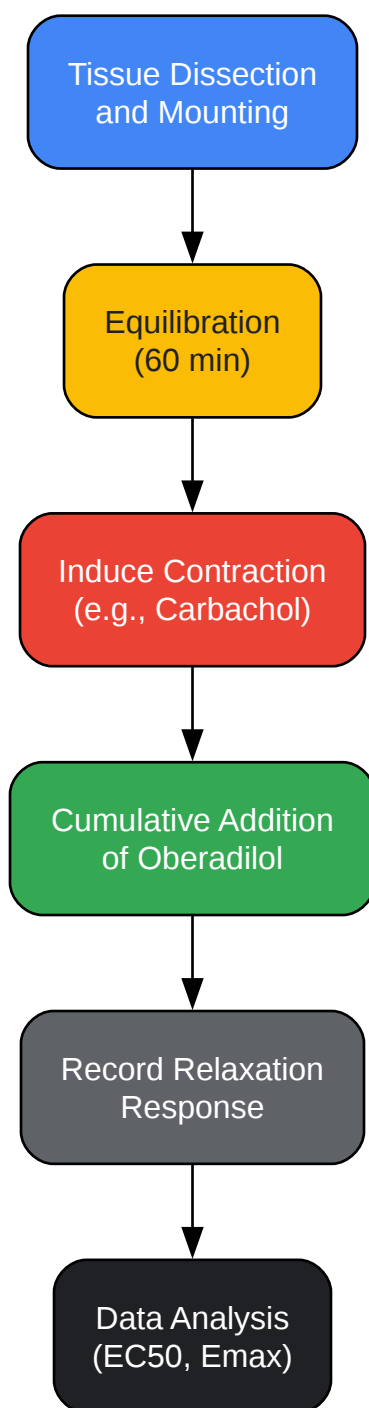 Tissue Dissection
and Mounting
Equilibration
(60 min)
Induce Contraction
(e.g., Carbachol)
Cumulative Addition
of Oberadilol
Record Relaxation
Response
Data Analysis
(EC50, Emax)